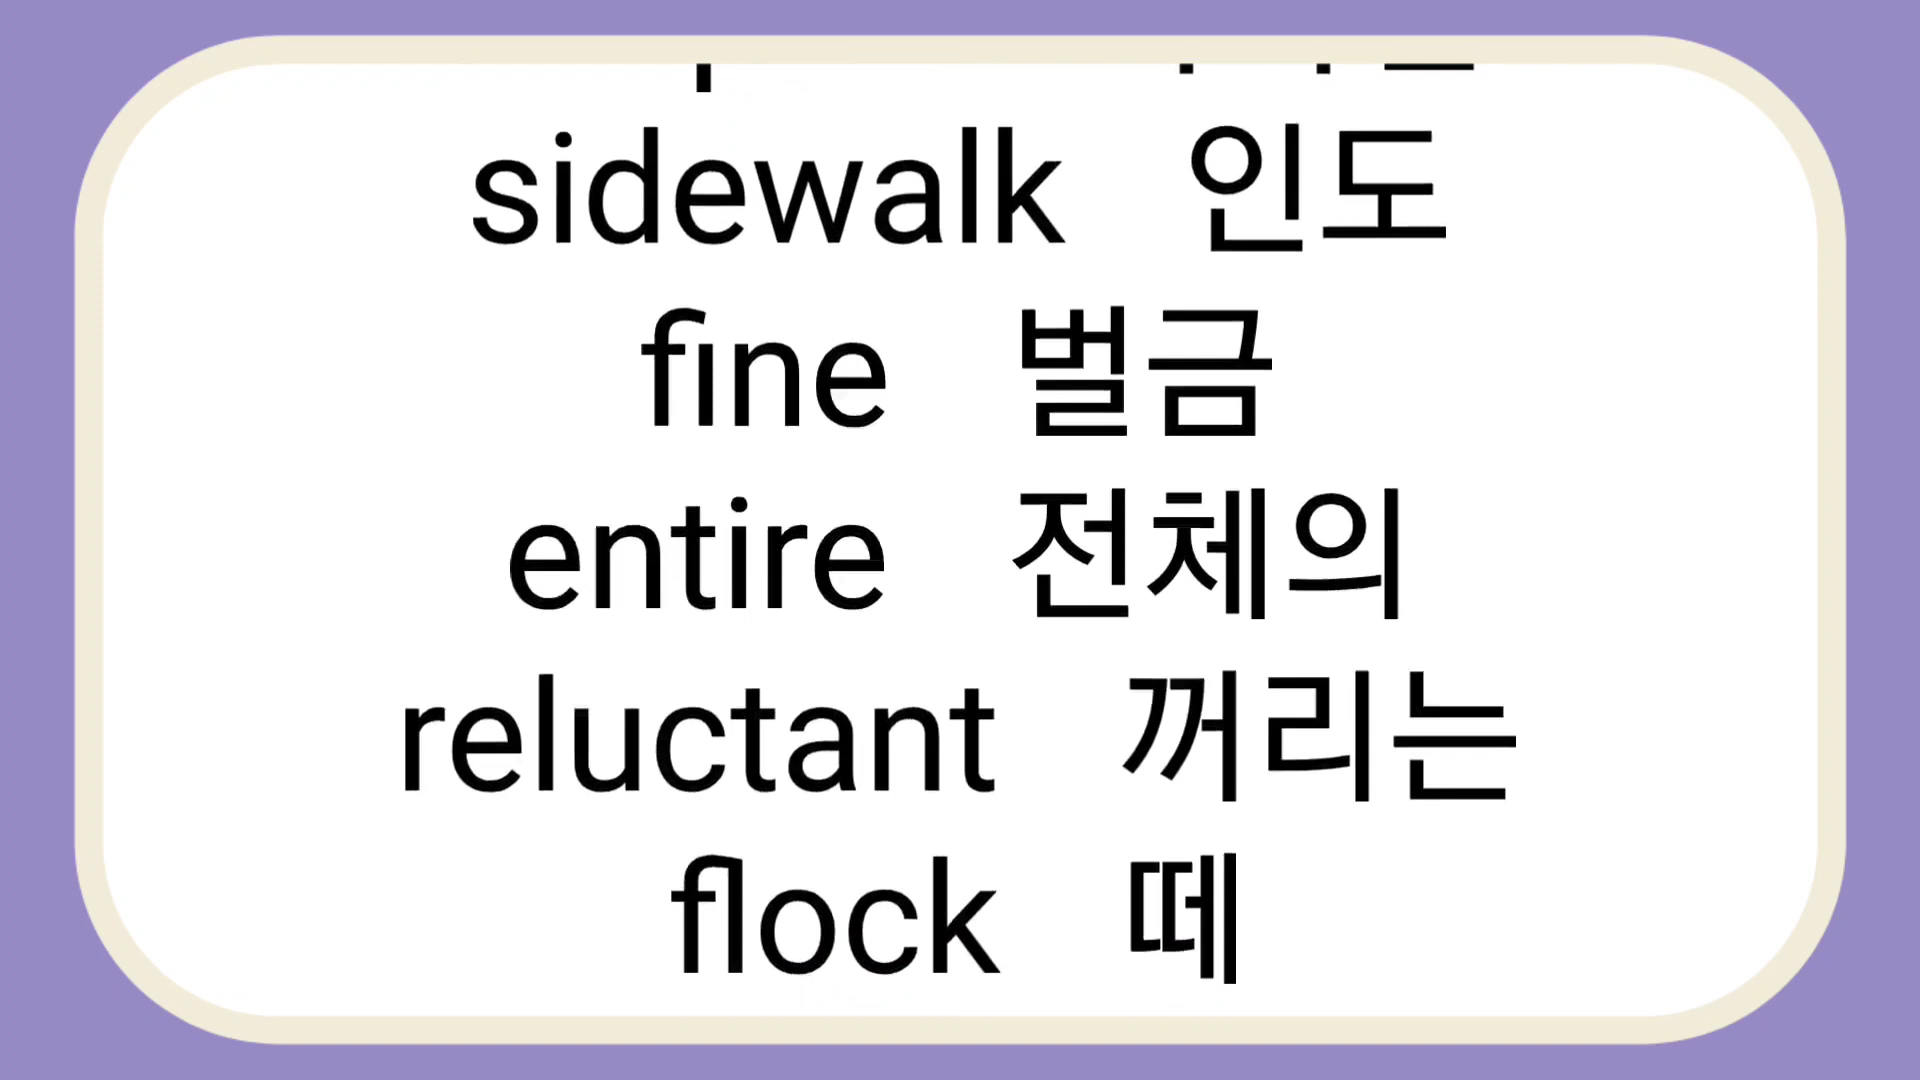 sidewalk 인도
fine 벌금
entire 전체의
reluctant 꺼리는
flock 떼